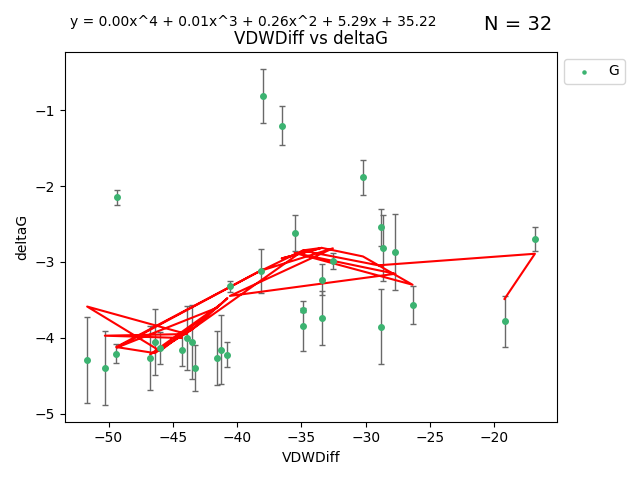 y = 0.00x^4 + 0.01x^3 + 0.26x^2 + 5.29x + 35.22
N = 32
VDWDiff vs deltaG
G
−1
−2
−3
−4
−5
deltaG
−50 −45 −40 −35 −30 −25 −20
VDWDiff